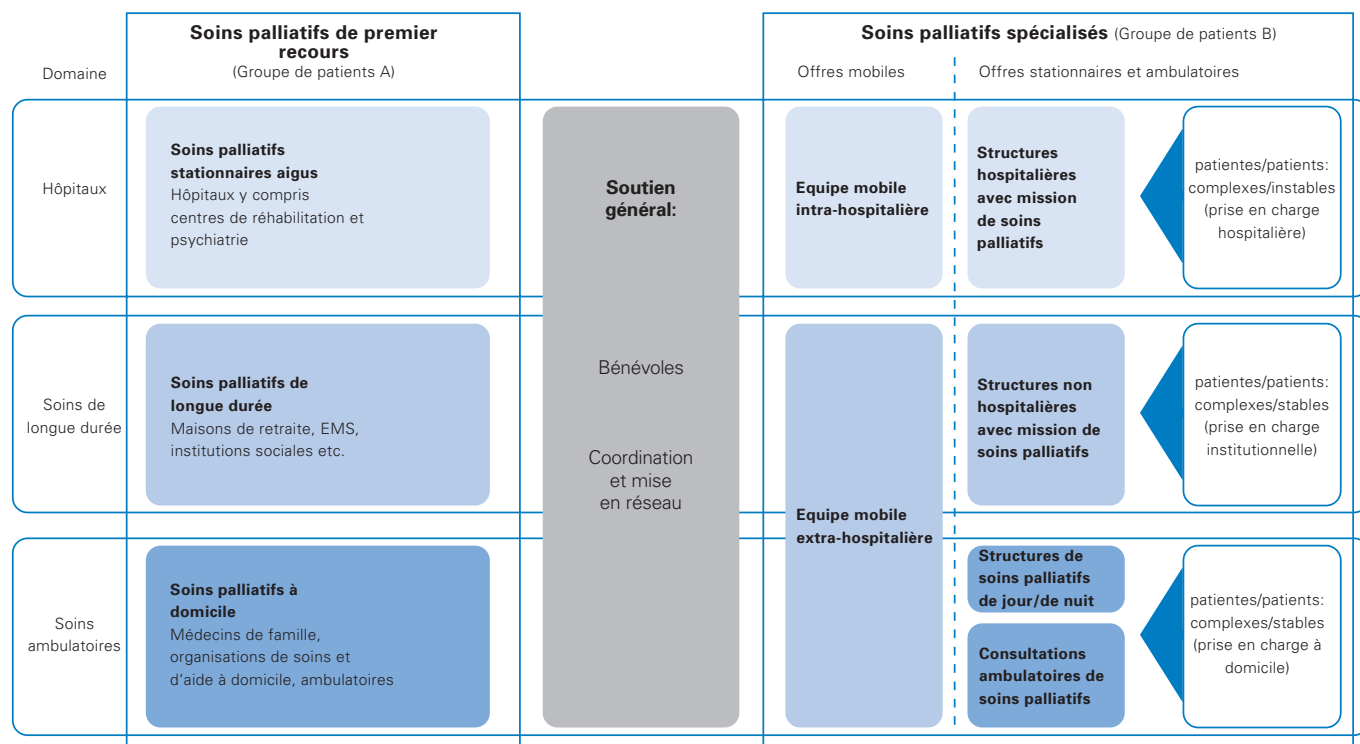 Soins palliatifs de premier
recours
(Groupe de patients A)
Soins palliatifs spécialisés (Groupe de patients B)
Domaine
Offres mobiles
Offres stationnaires et ambulatoires
Hôpitaux
Soins palliatifs
stationnaires aigus
Hôpitaux y compris
centres de réhabilitation et
psychiatrie
Soutien
général:
Bénévoles
Coordination
et mise
en réseau
Equipe mobile
intra-hospitalière
Structures
hospitalières
avec mission
de soins
palliatifs
patientes/patients:
complexes/instables
(prise en charge
hospitalière)
Soins de
longue durée
Soins palliatifs de
longue durée
Maisons de retraite, EMS,
institutions sociales etc.
Equipe mobile
extra-hospitalière
Structures non
hospitalières
avec mission de
soins palliatifs
patientes/patients:
complexes/stables
(prise en charge
institutionnelle)
Soins
ambulatoires
Soins palliatifs à
domicile
Médecins de famille,
organisations de soins et
d'aide à domicile, ambulatoires
Structures de
soins palliatifs
de jour/de nuit
Consultations
ambulatoires de
soins palliatifs
patientes/patients:
complexes/stables
(prise en charge à
domicile)